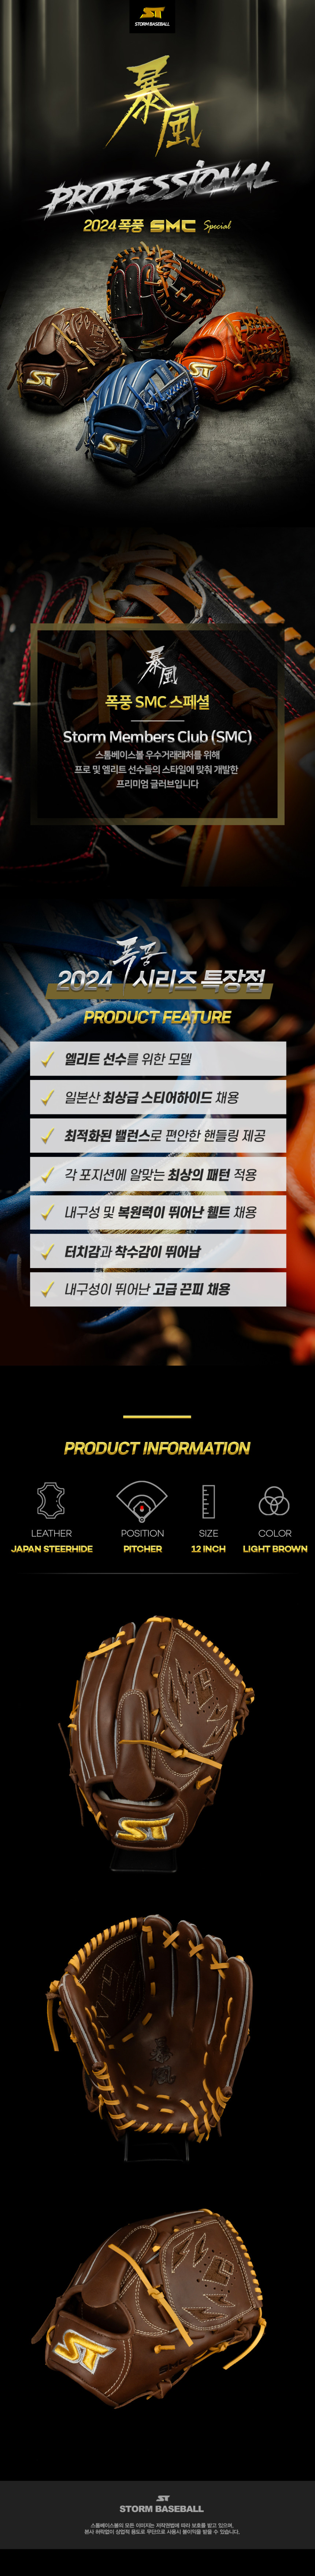 ST
STORM BASEBALL
暴風
PROFESSIONAL
2024 폭풍 SMC Special
暴風
폭풍 SMC 스페셜
Storm Members Club (SMC)
스톰베이스볼 우수거래래처를 위해
프로 및 엘리트 선수들의 스타일에 맞춰 개발한
프리미엄 글러브입니다
2024 폭풍 시리즈 특장점
PRODUCT FEATURE
엘리트 선수를 위한 모델
일본산 최상급 스티어하이드 채용
최적화된 밸런스로 편안한 핸들링 제공
각 포지션에 알맞는 최상의 패턴 적용
내구성 및 복원력이 뛰어난 웰트 채용
터치감과 착수감이 뛰어남
내구성이 뛰어난 고급 끈피 채용
PRODUCT INFORMATION
LEATHER POSITION SIZE COLOR
JAPAN STEERHIDE PITCHER 12 INCH LIGHT BROWN
ST
ST
SMC
ST
STORM BASEBALL
스톰베이스볼의 모든 이미지는 저작권법에 따라 보호를 받고 있으며,
본사 허락없이 상업적 용도로 무단으로 사용시 불이익을 받을 수 있습니다.